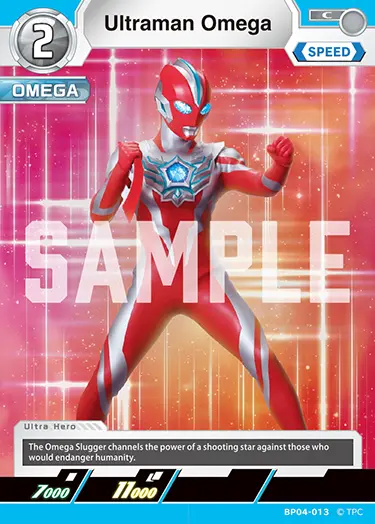 2
Ultraman Omega
C
SPEED
OMEGA
SAMPLE
Ultra Hero
The Omega Slugger channels the power of a shooting star against those who
would endanger humanity.
7000
11000
BP04-013 © TPC